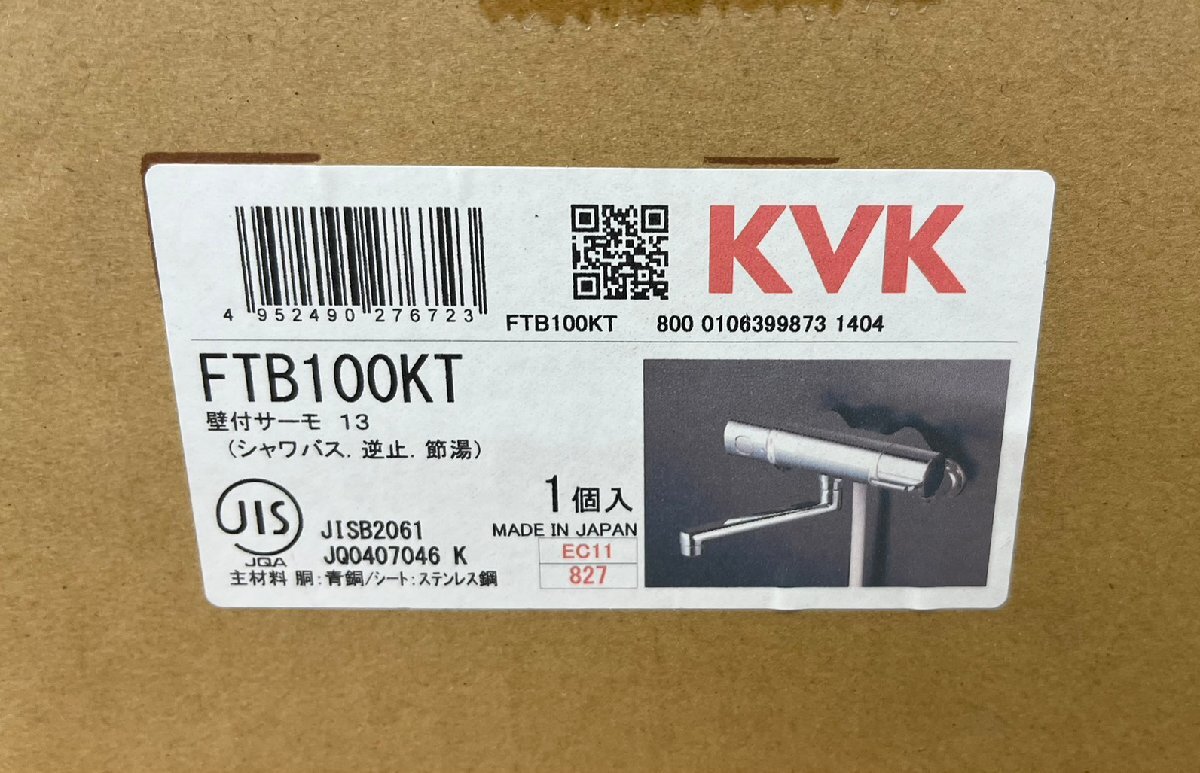 4 952490 276723
KVK
FTB100KT 800 0106399873 1404
FTB100KT
壁付サーモ 13
(シャワバス. 逆止. 節湯)
1個入
MADE IN JAPAN
JIS
JQA
JISB2061
JQ0407046 K
EC11
827
主材料 胴:青銅/シート:ステンレス鋼